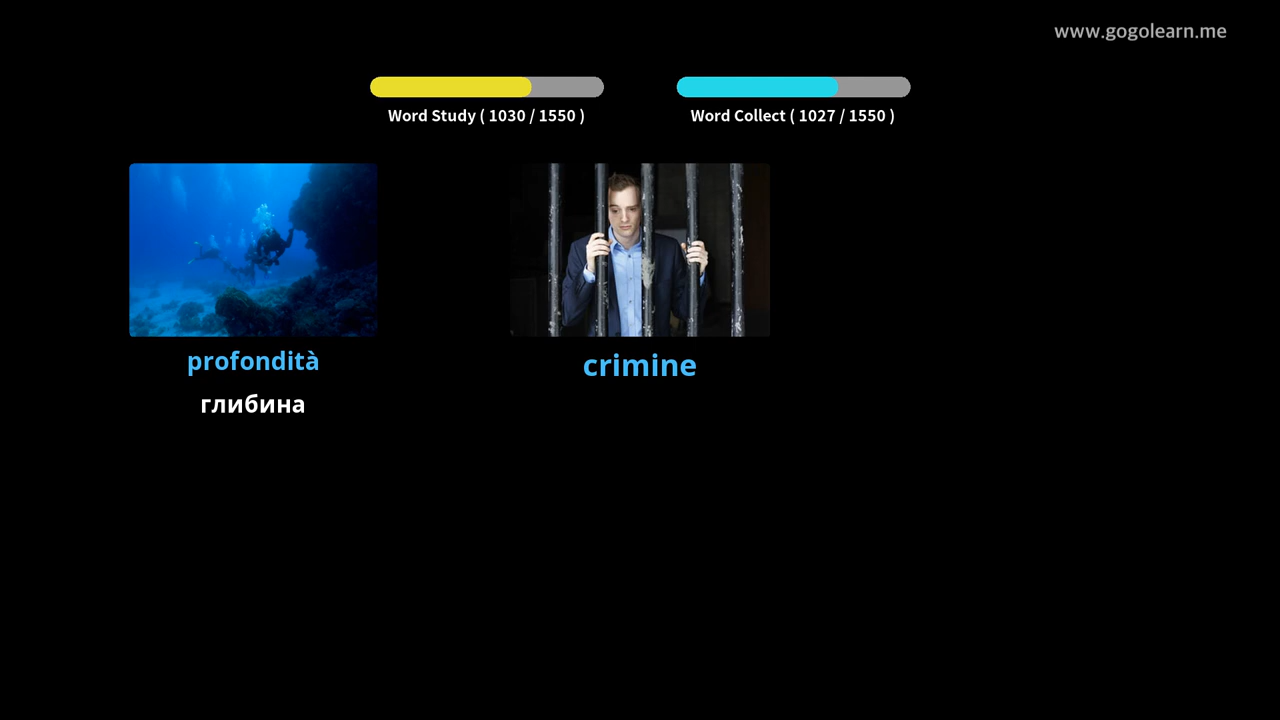 www.gogolearn.me
Word Study ( 1030 / 1550 )
Word Collect ( 1027 / 1550 )
profondità
глибина
crimine